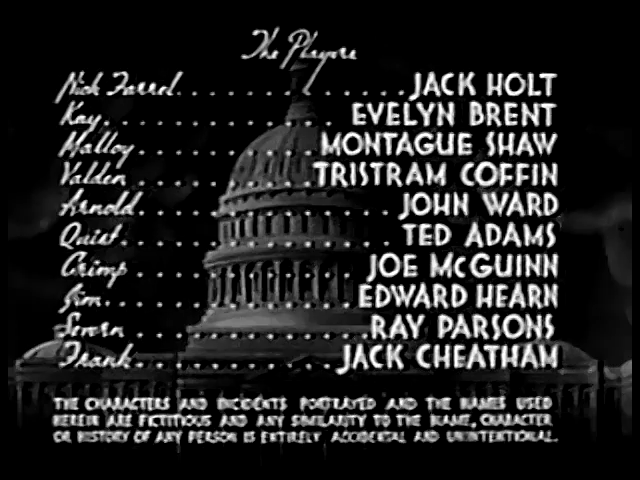 The Players
Nick Farrel.............JACK HOLT
Kay...............EVELYN BRENT
Malloy............MONTAGUE SHAW
Valden...........TRISTRAM COFFIN
Arnold................JOHN WARD
Quist................TED ADAMS
Crimp..............JOE McGUINN
Jim...............EDWARD HEARN
Severn..............RAY PARSONS
Frank.............JACK CHEATHAM
THE CHARACTERS AND INCIDENTS PORTRAYED AND THE NAMES USED
HEREIN ARE FICTITIOUS AND ANY SIMILARITY TO THE NAME, CHARACTER
OR HISTORY OF ANY PERSON IS ENTIRELY ACCIDENTAL AND UNINTENTIONAL.